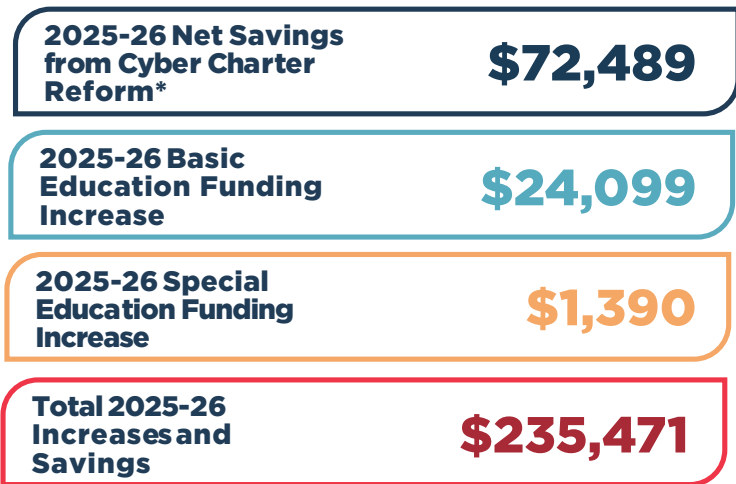 2025-26 Net Savings
from Cyber Charter
Reform*
$72,489
2025-26 Basic
Education Funding
Increase
$24,099
2025-26 Special
Education Funding
Increase
$1,390
Total 2025-26
Increases and
Savings
$235,471